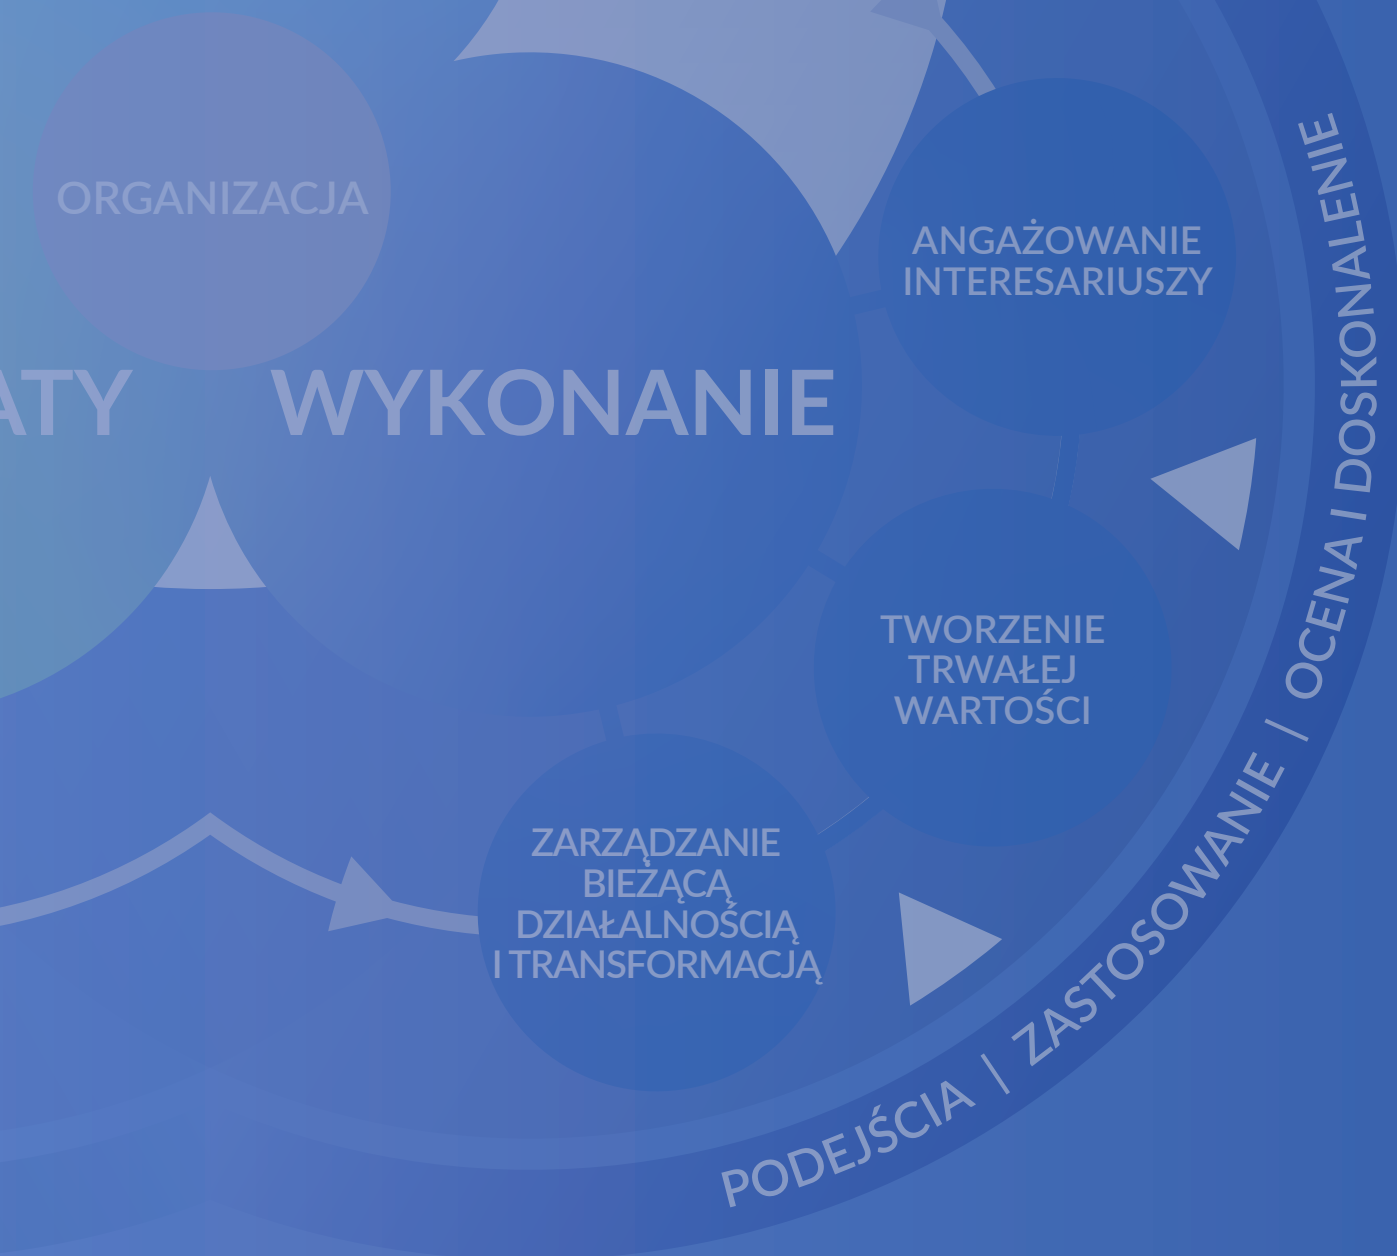 ORGANIZACJA
ATY
WYKONANIE
ANGAŻOWANIE
INTERESARIUSZY
TWORZENIE
TRWAŁEJ
WARTOŚCI
ZARZĄDZANIE
BIEŻĄCĄ
DZIAŁALNOŚCIĄ
I TRANSFORMACJĄ
PODEJŚCIA | ZASTOSOWANIE | OCENA I DOSKONALENIE